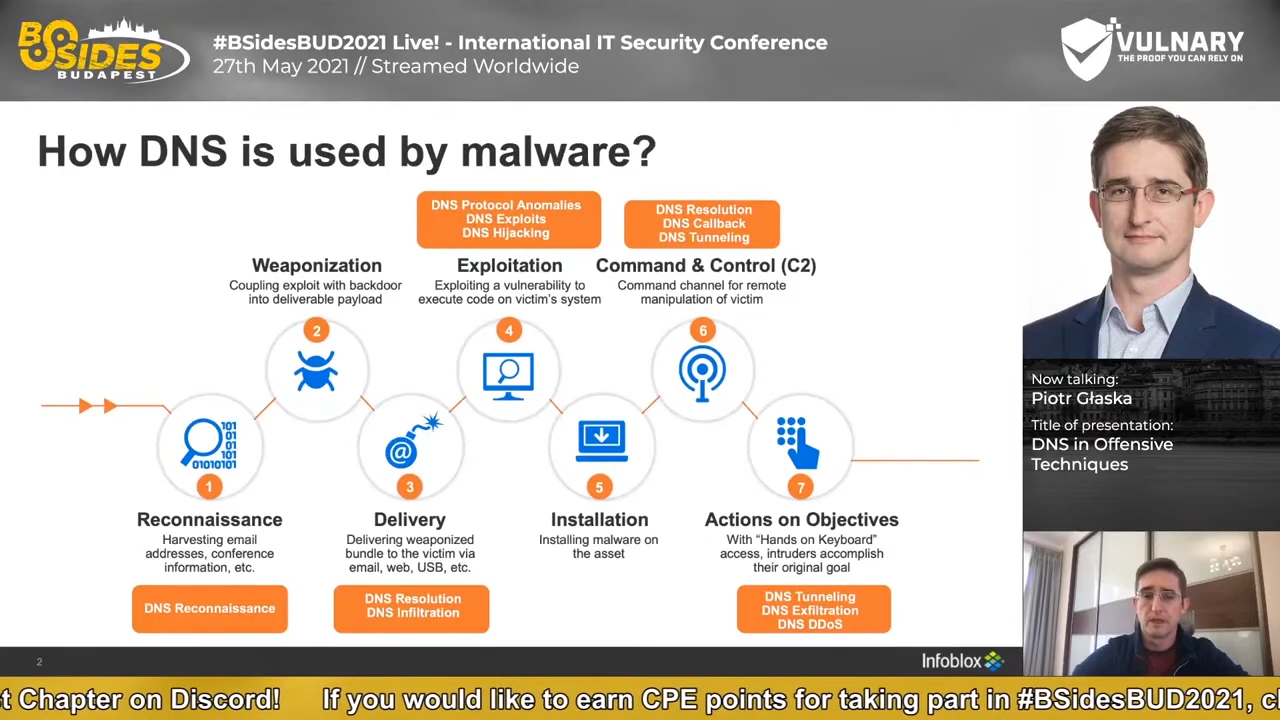 BSIDES
BUDAPEST
#BSidesBUD2021 Live! - International IT Security Conference
27th May 2021 // Streamed Worldwide
VULNARY
THE PROOF YOU CAN RELY ON
How DNS is used by malware?
DNS Protocol Anomalies
DNS Exploits
DNS Hijacking
DNS Resolution
DNS Callback
DNS Tunneling
Weaponization
Coupling exploit with backdoor
into deliverable payload
Exploitation
Exploiting a vulnerability to
execute code on victim's system
Command & Control (C2)
Command channel for remote
manipulation of victim
2
4
6
101
01
01
101
01010101
@
1
3
5
7
Reconnaissance
Harvesting email
addresses, conference
information, etc.
Delivery
Delivering weaponized
bundle to the victim via
email, web, USB, etc.
Installation
Installing malware on
the asset
Actions on Objectives
With “Hands on Keyboard”
access, intruders accomplish
their original goal
DNS Reconnaissance
DNS Resolution
DNS Infiltration
DNS Tunneling
DNS Exfiltration
DNS DDoS
2
Infoblox
Now talking:
Piotr Głaska
Title of presentation:
DNS in Offensive
Techniques
t Chapter on Discord! If you would like to earn CPE points for taking part in #BSidesBUD2021, c